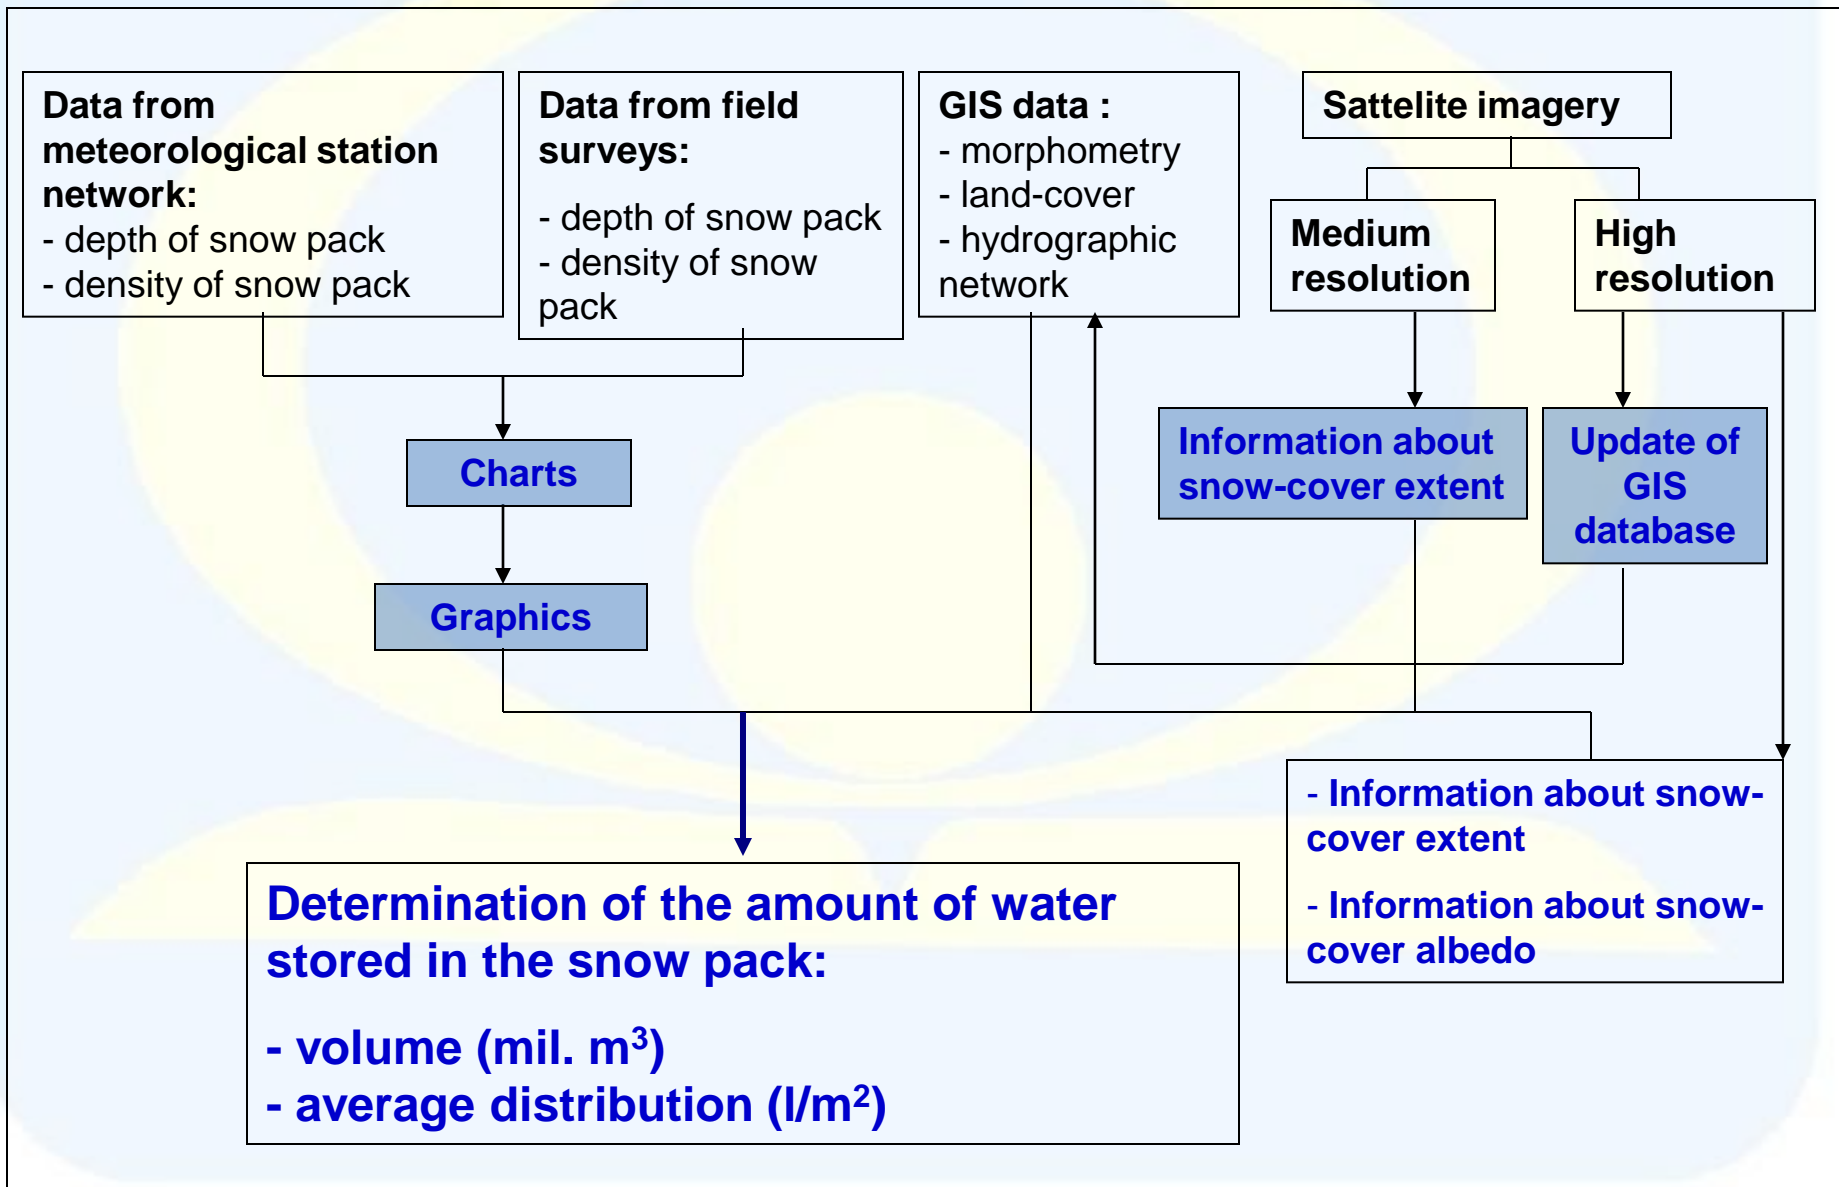 Data from
meteorological station
network:
- depth of snow pack
- density of snow pack
Data from field
surveys:
- depth of snow pack
- density of snow
pack
GIS data :
- morphometry
- land-cover
- hydrographic
network
Sattelite imagery
Medium
resolution
High
resolution
Charts
Information about
snow-cover extent
Update of
GIS
database
Graphics
- Information about snow-
cover extent
- Information about snow-
cover albedo
Determination of the amount of water
stored in the snow pack:
- volume (mil. m³)
- average distribution (l/m²)